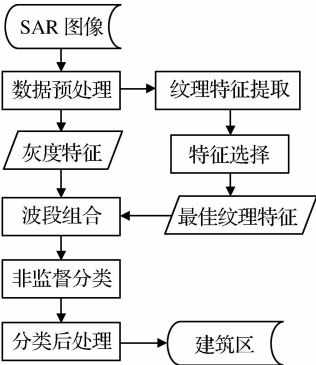 SAR 图像
数据预处理
纹理特征提取
灰度特征
特征选择
波段组合
最佳纹理特征
非监督分类
分类后处理
建筑区